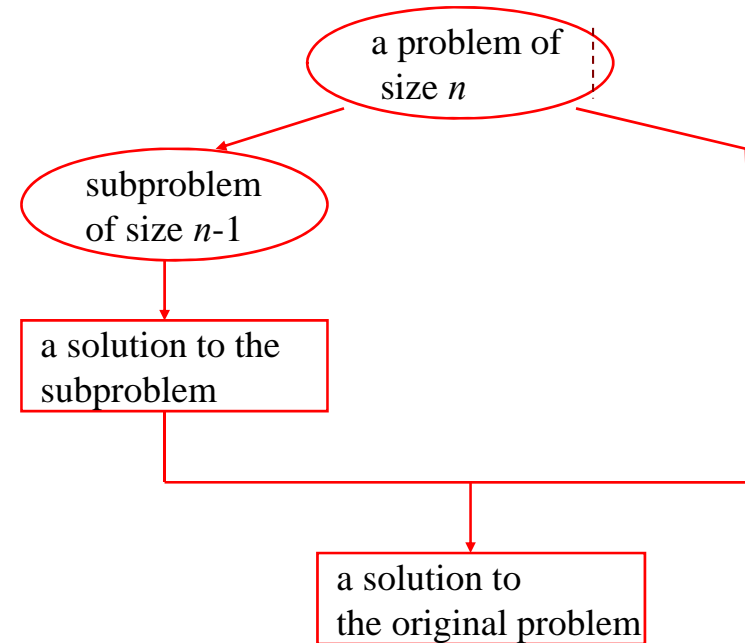 a problem of
size n
subproblem
of size n-1
a solution to the
subproblem
a solution to
the original problem